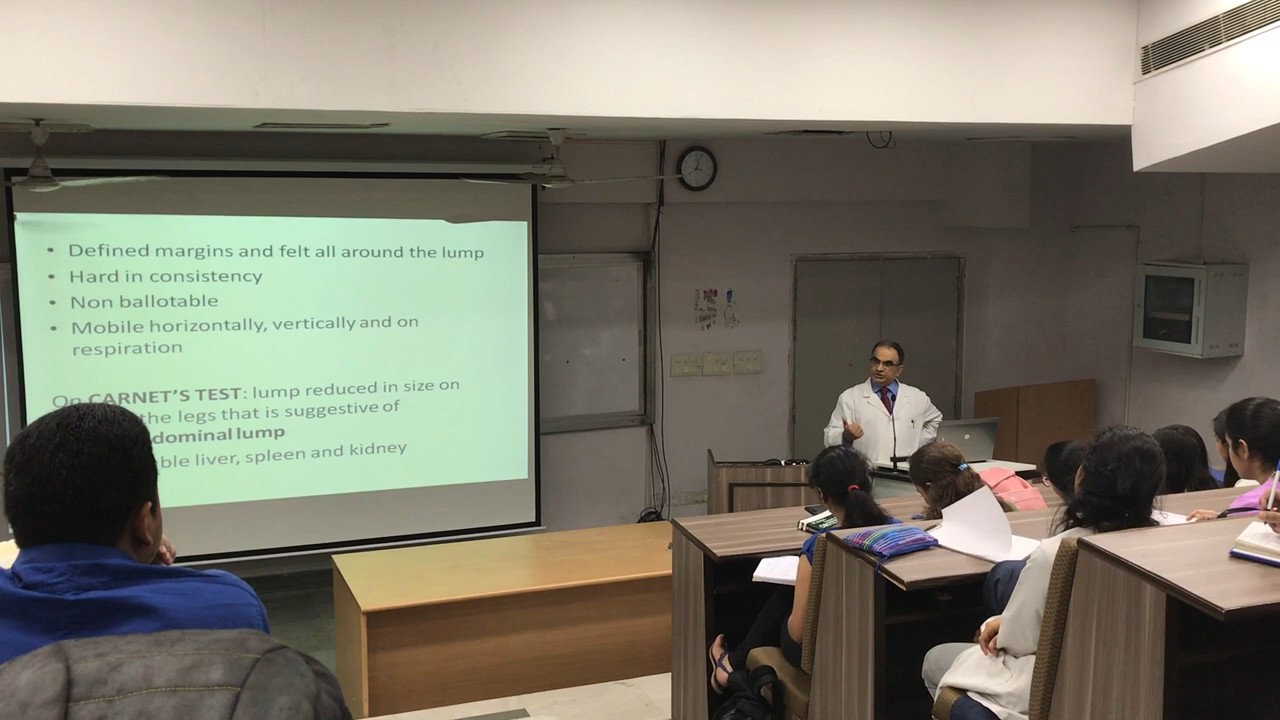 • Defined margins and felt all around the lump
• Hard in consistency
• Non ballotable
• Mobile horizontally, vertically and on
respiration
On CARNET'S TEST: lump reduced in size on
the legs that is suggestive of
dominal lump
ble liver, spleen and kidney